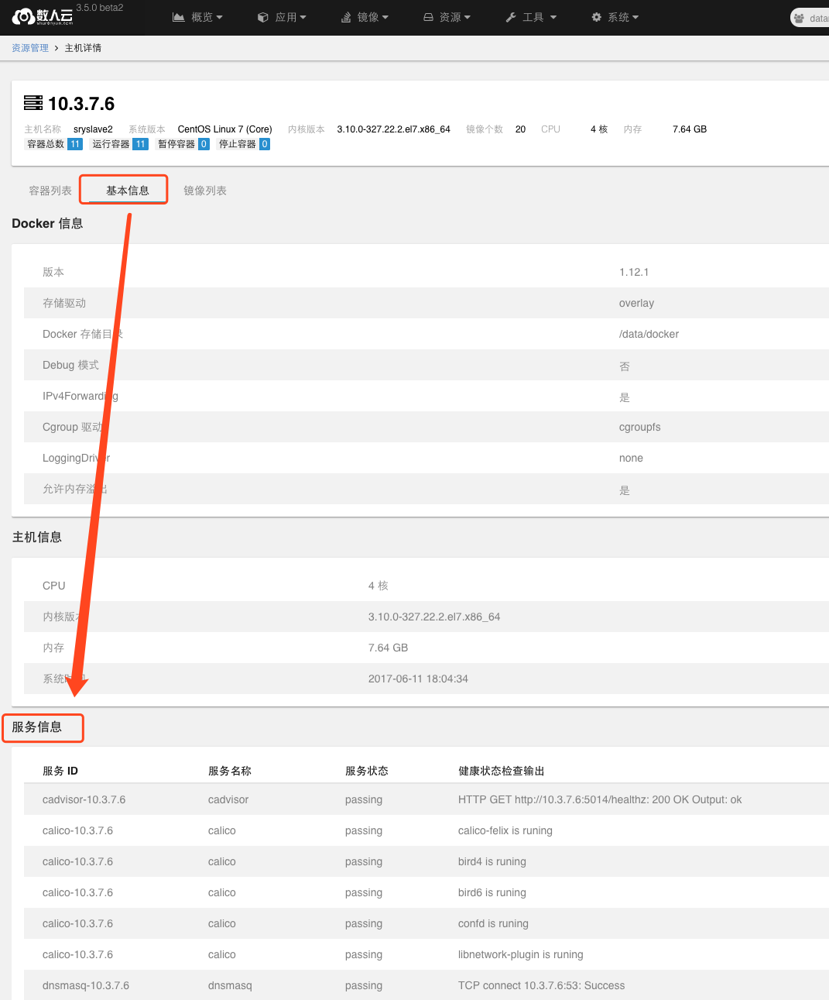 数人云 3.5.0 beta2 概览 应用 镜像 资源 工具 系统 data
shurenyun.com
资源管理 > 主机详情
10.3.7.6
主机名称 sryslave2 系统版本 CentOS Linux 7 (Core) 内核版本 3.10.0-327.22.2.el7.x86_64 镜像个数 20 CPU 4 核 内存 7.64 GB
容器总数 11 运行容器 11 暂停容器 0 停止容器 0
容器列表 基本信息 镜像列表
Docker 信息
版本 1.12.1
存储驱动 overlay
Docker 存储目录 /data/docker
Debug 模式 否
IPv4Forwarding 是
Cgroup 驱动 cgroupfs
LoggingDriver none
允许内存溢出 是
主机信息
CPU 4 核
内核版本 3.10.0-327.22.2.el7.x86_64
内存 7.64 GB
系统时间 2017-06-11 18:04:34
服务信息
服务 ID 服务名称 服务状态 健康状态检查输出
cadvisor-10.3.7.6 cadvisor passing HTTP GET http://10.3.7.6:5014/healthz: 200 OK Output: ok
calico-10.3.7.6 calico passing calico-felix is runing
calico-10.3.7.6 calico passing bird4 is runing
calico-10.3.7.6 calico passing bird6 is runing
calico-10.3.7.6 calico passing confd is runing
calico-10.3.7.6 calico passing libnetwork-plugin is runing
dnsmasq-10.3.7.6 dnsmasq passing TCP connect 10.3.7.6:53: Success